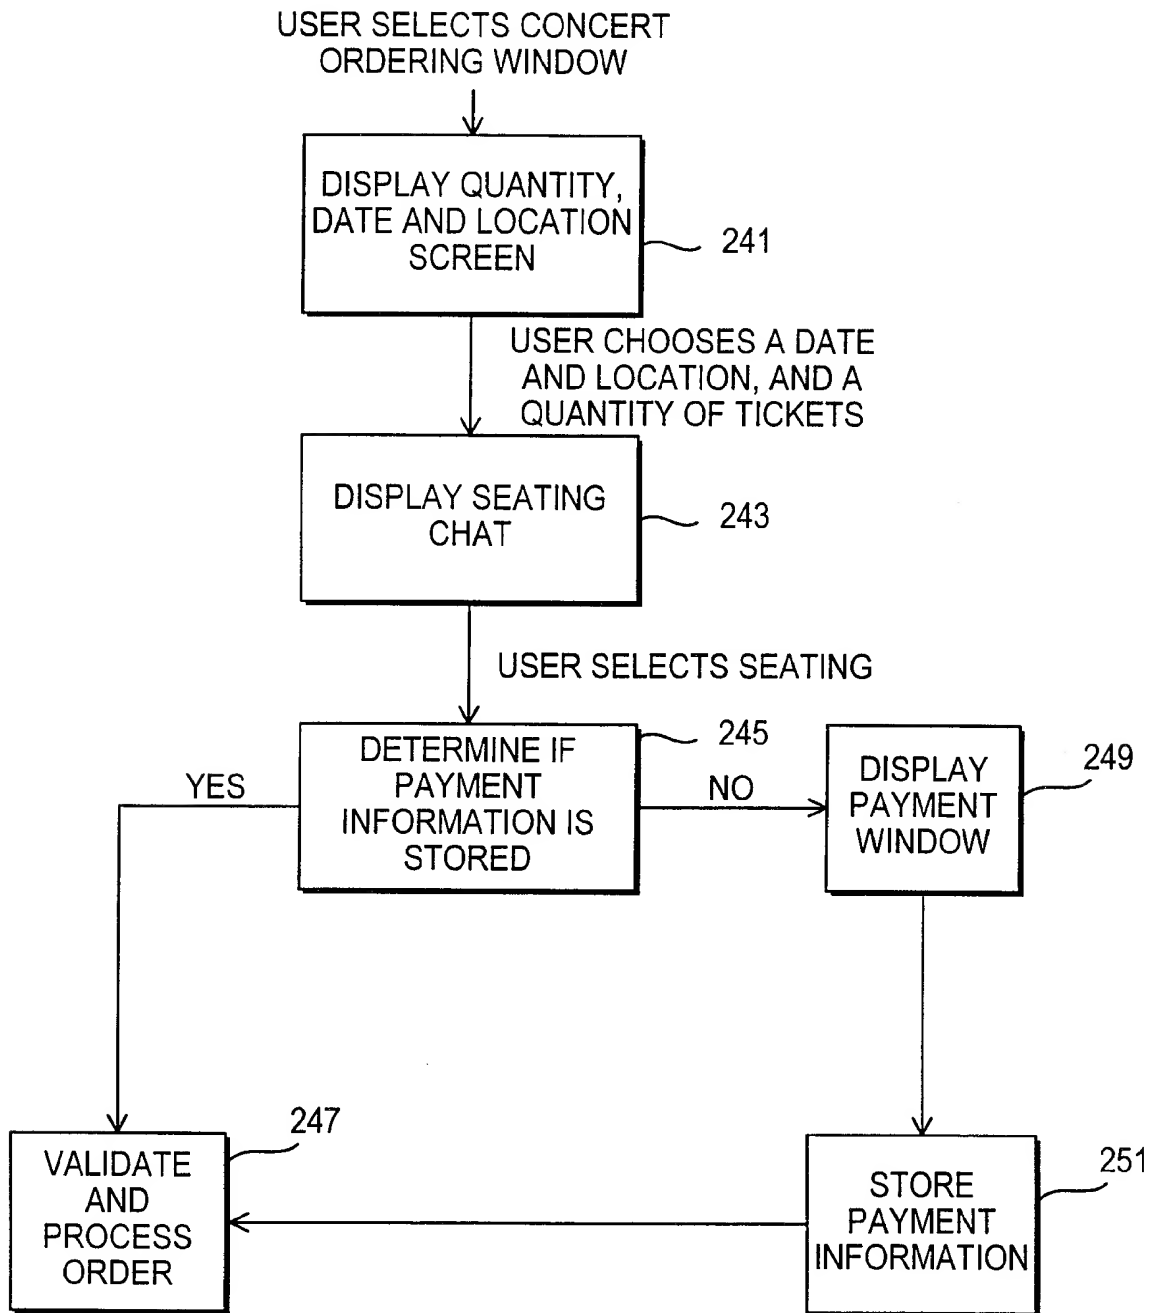 USER SELECTS CONCERT
ORDERING WINDOW
DISPLAY QUANTITY,
DATE AND LOCATION
SCREEN
241
USER CHOOSES A DATE
AND LOCATION, AND A
QUANTITY OF TICKETS
DISPLAY SEATING
CHAT
243
USER SELECTS SEATING
DETERMINE IF
PAYMENT
INFORMATION IS
STORED
245
YES
NO
DISPLAY
PAYMENT
WINDOW
249
VALIDATE
AND
PROCESS
ORDER
247
STORE
PAYMENT
INFORMATION
251